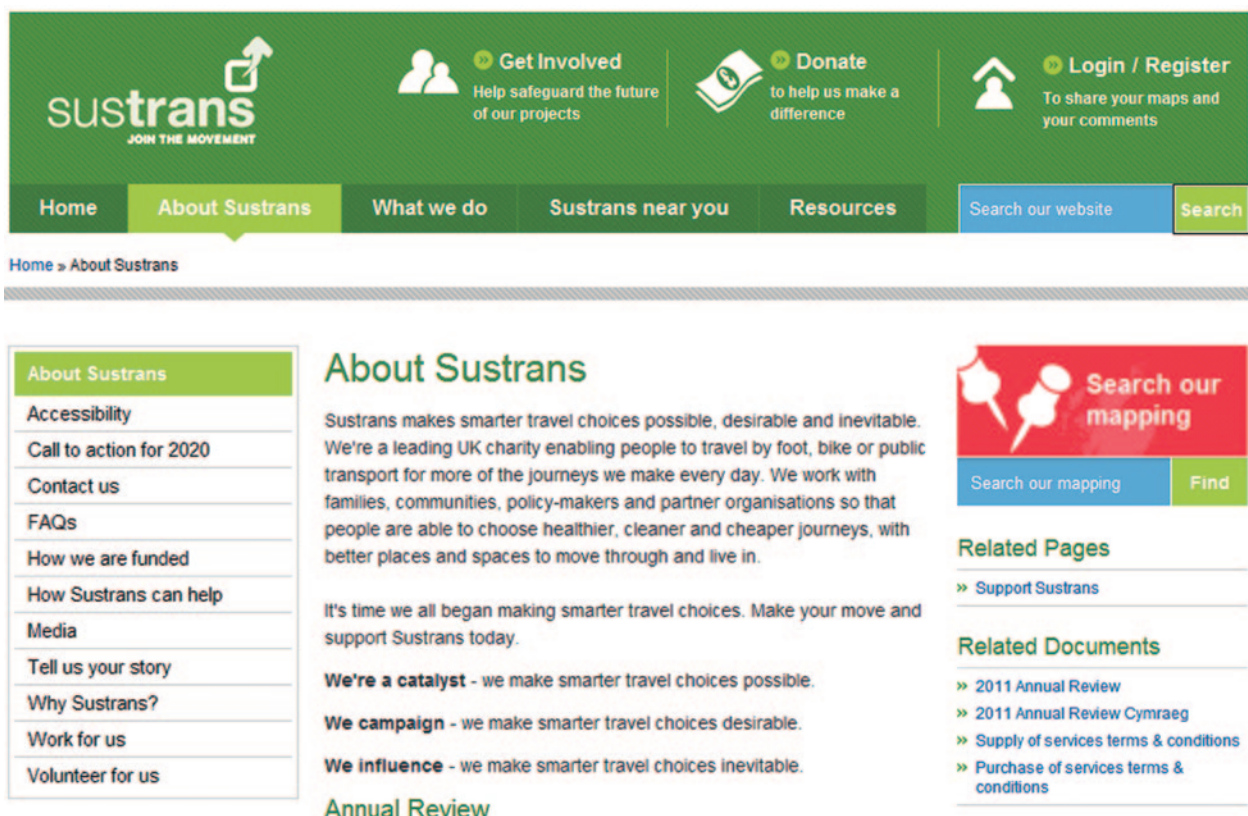 sustrans
JOIN THE MOVEMENT
» Get Involved
Help safeguard the future
of our projects
» Donate
to help us make a
difference
» Login / Register
To share your maps and
your comments
Home
About Sustrans
What we do
Sustrans near you
Resources
Search our website
Search
Home » About Sustrans
About Sustrans
Accessibility
Call to action for 2020
Contact us
FAQs
How we are funded
How Sustrans can help
Media
Tell us your story
Why Sustrans?
Work for us
Volunteer for us
About Sustrans
Sustrans makes smarter travel choices possible, desirable and inevitable.
We're a leading UK charity enabling people to travel by foot, bike or public
transport for more of the journeys we make every day. We work with
families, communities, policy-makers and partner organisations so that
people are able to choose healthier, cleaner and cheaper journeys, with
better places and spaces to move through and live in.
It's time we all began making smarter travel choices. Make your move and
support Sustrans today.
We're a catalyst - we make smarter travel choices possible.
We campaign - we make smarter travel choices desirable.
We influence - we make smarter travel choices inevitable.
Annual Review
Search our
mapping
Search our mapping
Find
Related Pages
» Support Sustrans
Related Documents
» 2011 Annual Review
» 2011 Annual Review Cymraeg
» Supply of services terms & conditions
» Purchase of services terms &
conditions